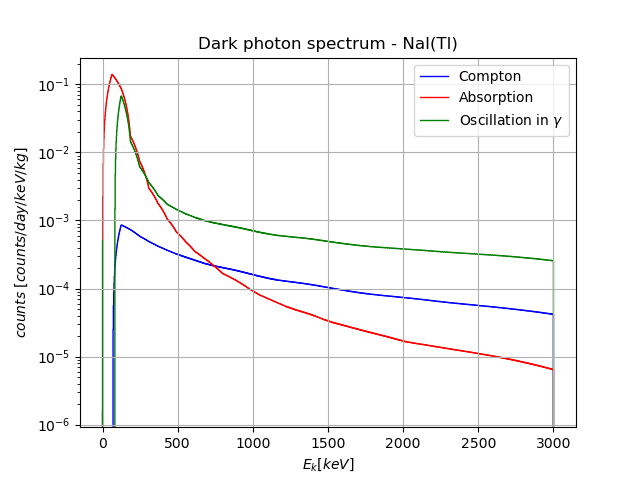 Dark photon spectrum - NaI(Tl)
Compton
Absorption
Oscillation in γ
counts [counts/day/keV/kg]
10⁻¹
10⁻²
10⁻³
10⁻⁴
10⁻⁵
10⁻⁶
0 500 1000 1500 2000 2500 3000
E_k[keV]